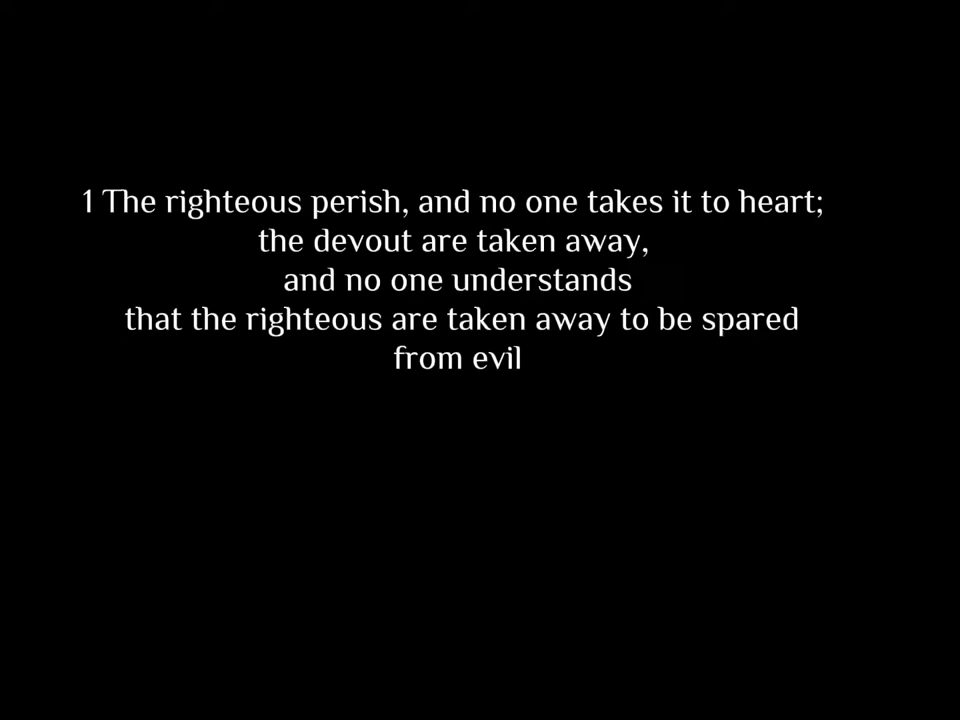 1 The righteous perish, and no one takes it to heart;
the devout are taken away,
and no one understands
that the righteous are taken away to be spared
from evil